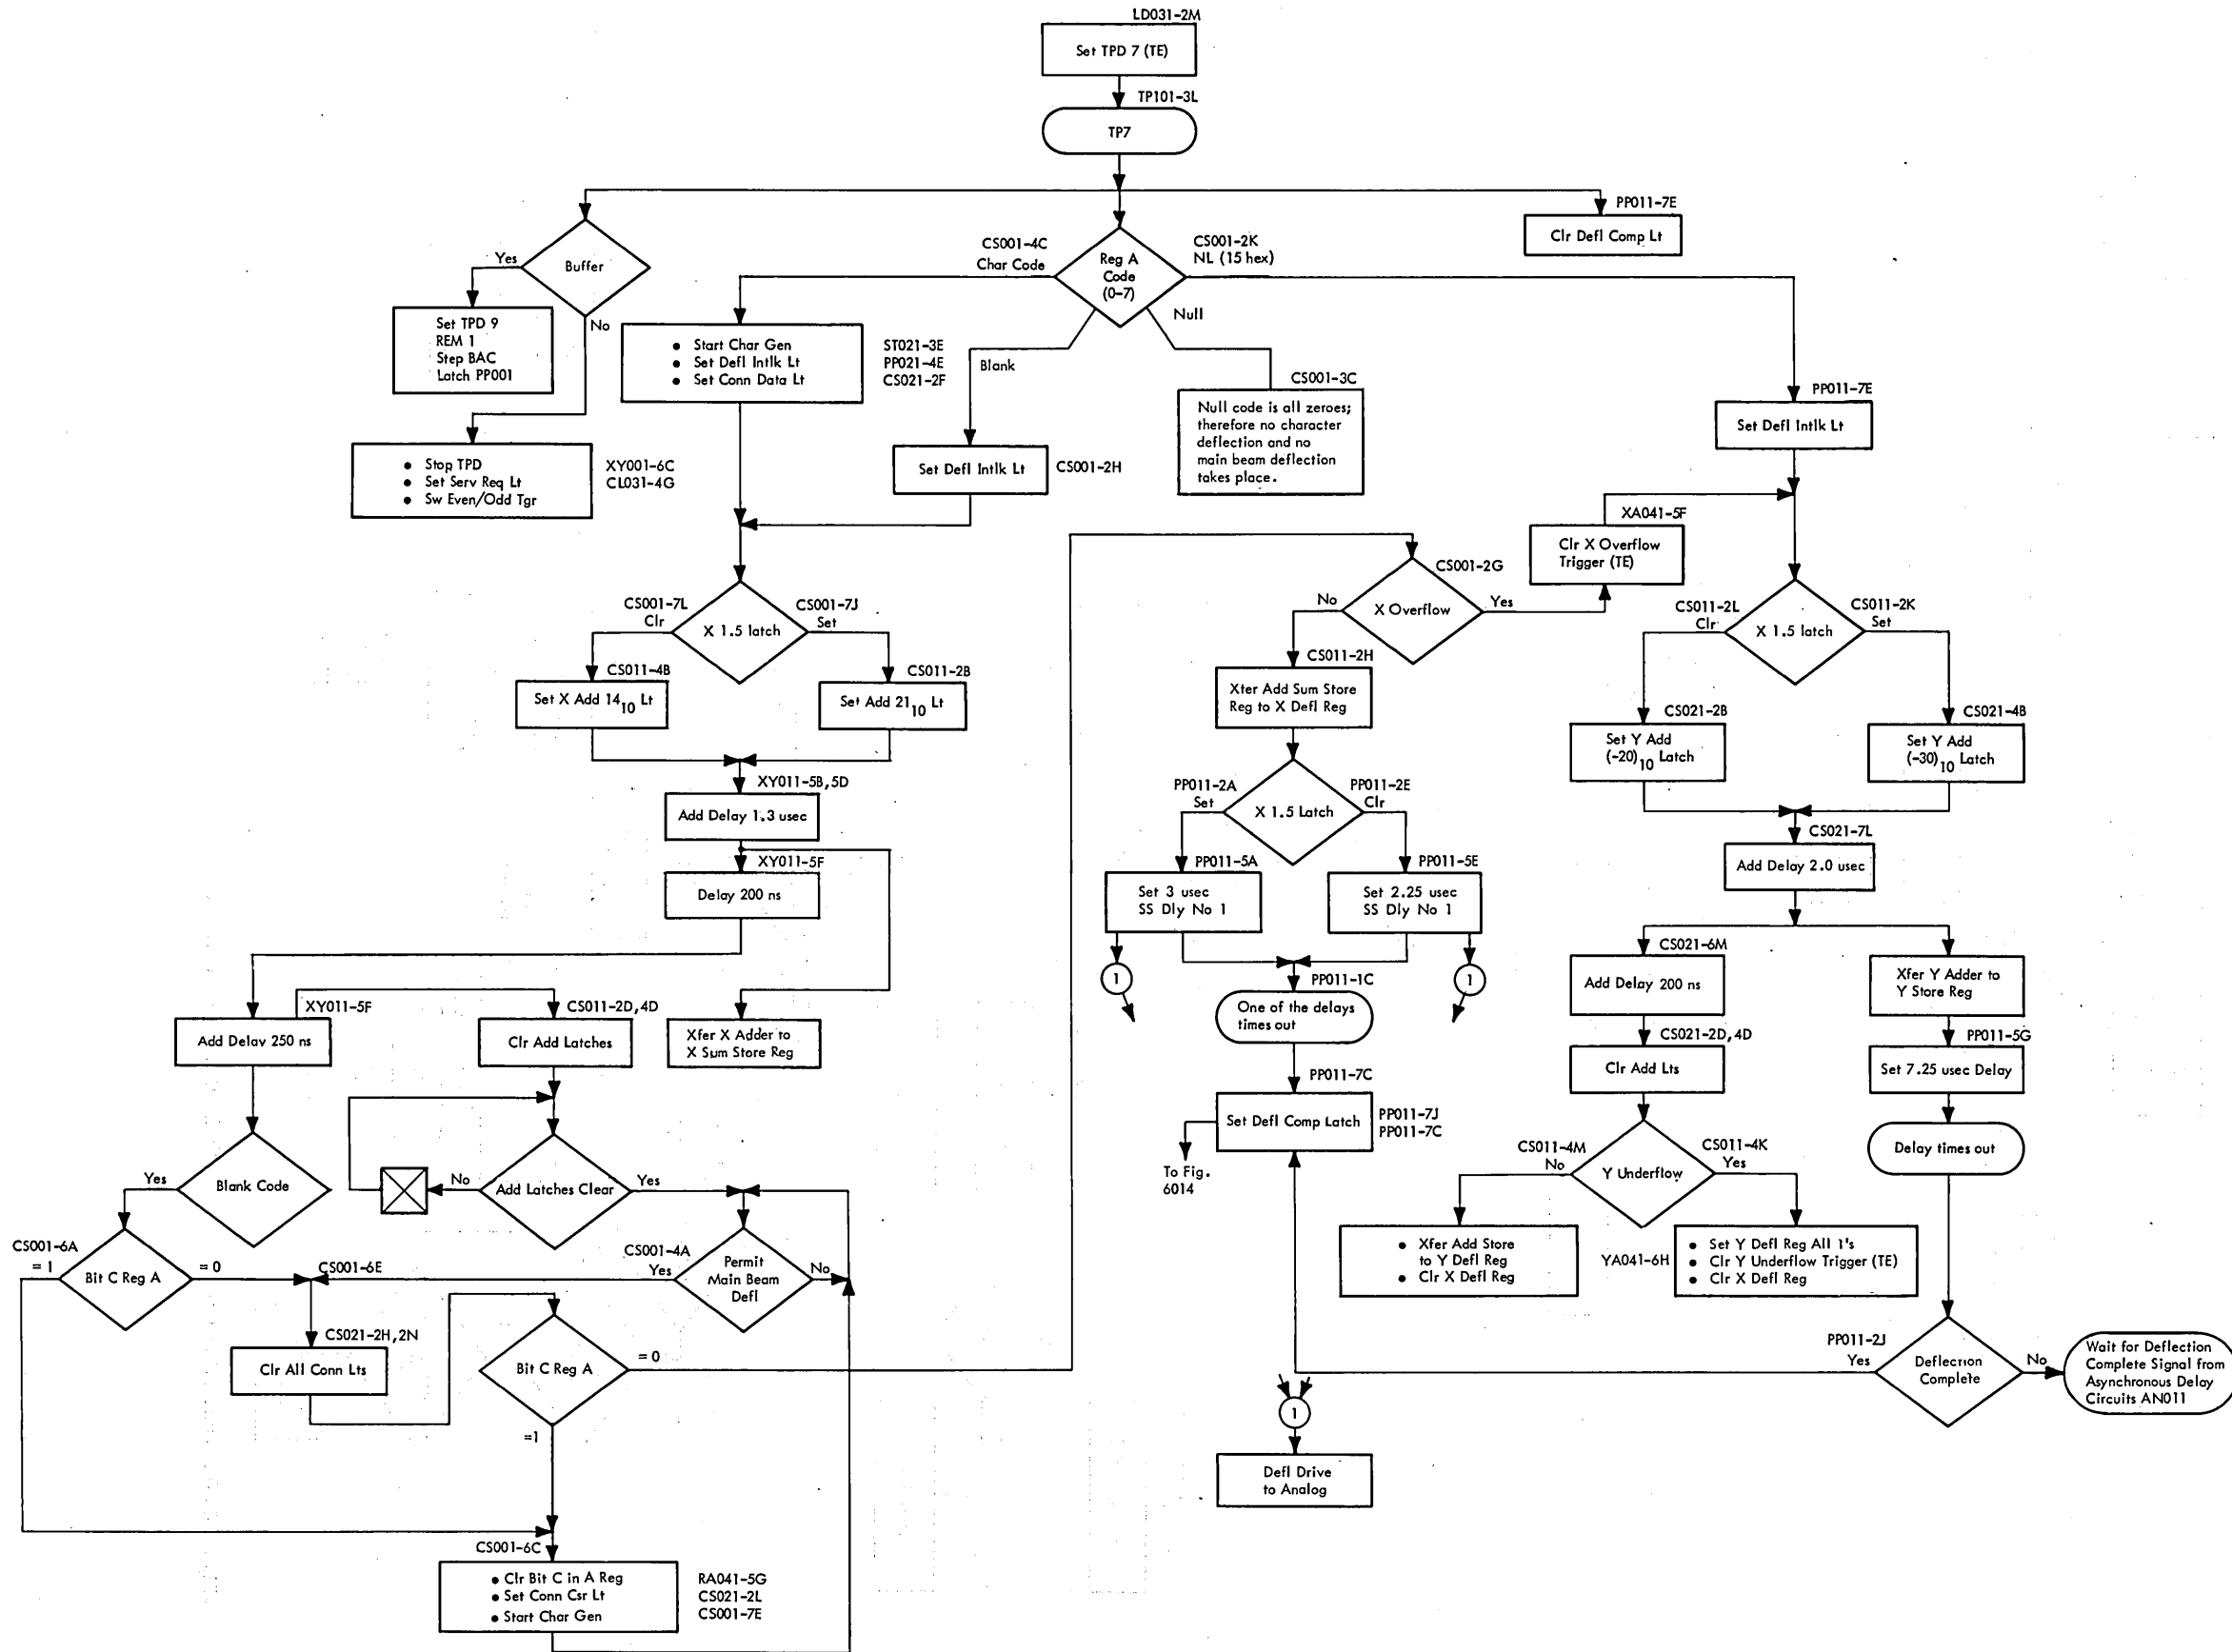 LD031-2M
Set TPD 7 (TE)
TP101-3L
TP7
PP011-7E
Clr Defl Comp Lt
Buffer
Yes
No
Set TPD 9
REM 1
Step BAC
Latch PP001
• Stop TPD
• Set Serv Req Lt
• Sw Even/Odd Tgr
XY001-6C
CL031-4G
CS001-4C
Char Code
Reg A
Code
(0-7)
CS001-2K
NL (15 hex)
Null
Blank
• Start Char Gen
• Set Defl Intlk Lt
• Set Conn Data Lt
ST021-3E
PP021-4E
CS021-2F
Set Defl Intlk Lt
CS001-2H
CS001-3C
Null code is all zeroes;
therefore no character
deflection and no
main beam deflection
takes place.
PP011-7E
Set Defl Intlk Lt
XA041-5F
Clr X Overflow
Trigger (TE)
CS001-7L
Clr
X 1.5 latch
CS001-7J
Set
CS011-4B
Set X Add 14₁₀ Lt
CS011-2B
Set Add 21₁₀ Lt
XY011-5B,5D
Add Delay 1.3 usec
XY011-5F
Delay 200 ns
XY011-5F
Add Delay 250 ns
CS011-2D,4D
Clr Add Latches
Xfer X Adder to
X Sum Store Reg
Yes
Blank Code
No
Add Latches Clear
Yes
CS001-6A
= 1
Bit C Reg A
= 0
CS001-6E
CS001-4A
Yes
Permit
Main Beam
Defl
No
CS021-2H,2N
Clr All Conn Lts
Bit C Reg A
= 0
=1
CS001-6C
• Clr Bit C in A Reg
• Set Conn Csr Lt
• Start Char Gen
RA041-5G
CS021-2L
CS001-7E
CS001-2G
No
X Overflow
Yes
CS011-2H
Xfer Add Sum Store
Reg to X Defl Reg
PP011-2A
Set
X 1.5 Latch
PP011-2E
Clr
PP011-5A
Set 3 usec
SS Dly No 1
PP011-5E
Set 2.25 usec
SS Dly No 1
1
1
PP011-1C
One of the delays
times out
PP011-7C
Set Defl Comp Latch
PP011-7J
PP011-7C
To Fig.
6014
1
Defl Drive
to Analog
CS011-2L
Clr
X 1.5 latch
CS011-2K
Set
CS021-2B
Set Y Add
(-20)₁₀ Latch
CS021-4B
Set Y Add
(-30)₁₀ Latch
CS021-7L
Add Delay 2.0 usec
CS021-6M
Add Delay 200 ns
Xfer Y Adder to
Y Store Reg
CS021-2D,4D
Clr Add Lts
PP011-5G
Set 7.25 usec Delay
Delay times out
CS011-4M
No
Y Underflow
CS011-4K
Yes
• Xfer Add Store
to Y Defl Reg
• Clr X Defl Reg
YA041-6H
• Set Y Defl Reg All 1's
• Clr Y Underflow Trigger (TE)
• Clr X Defl Reg
PP011-2J
Yes
Deflection
Complete
No
Wait for Deflection
Complete Signal from
Asynchronous Delay
Circuits AN011